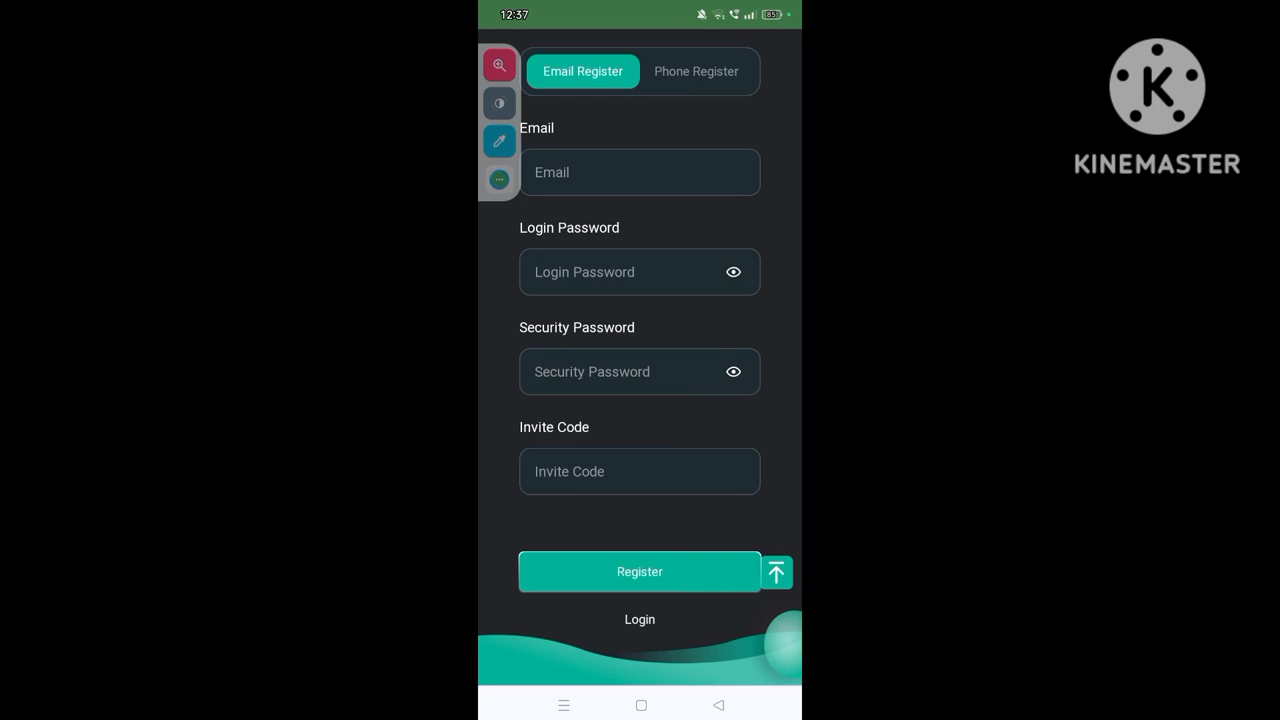 12:37
85
Email Register
Phone Register
Email
Email
Login Password
Login Password
Security Password
Security Password
Invite Code
Invite Code
Register
Login
K
KINEMASTER